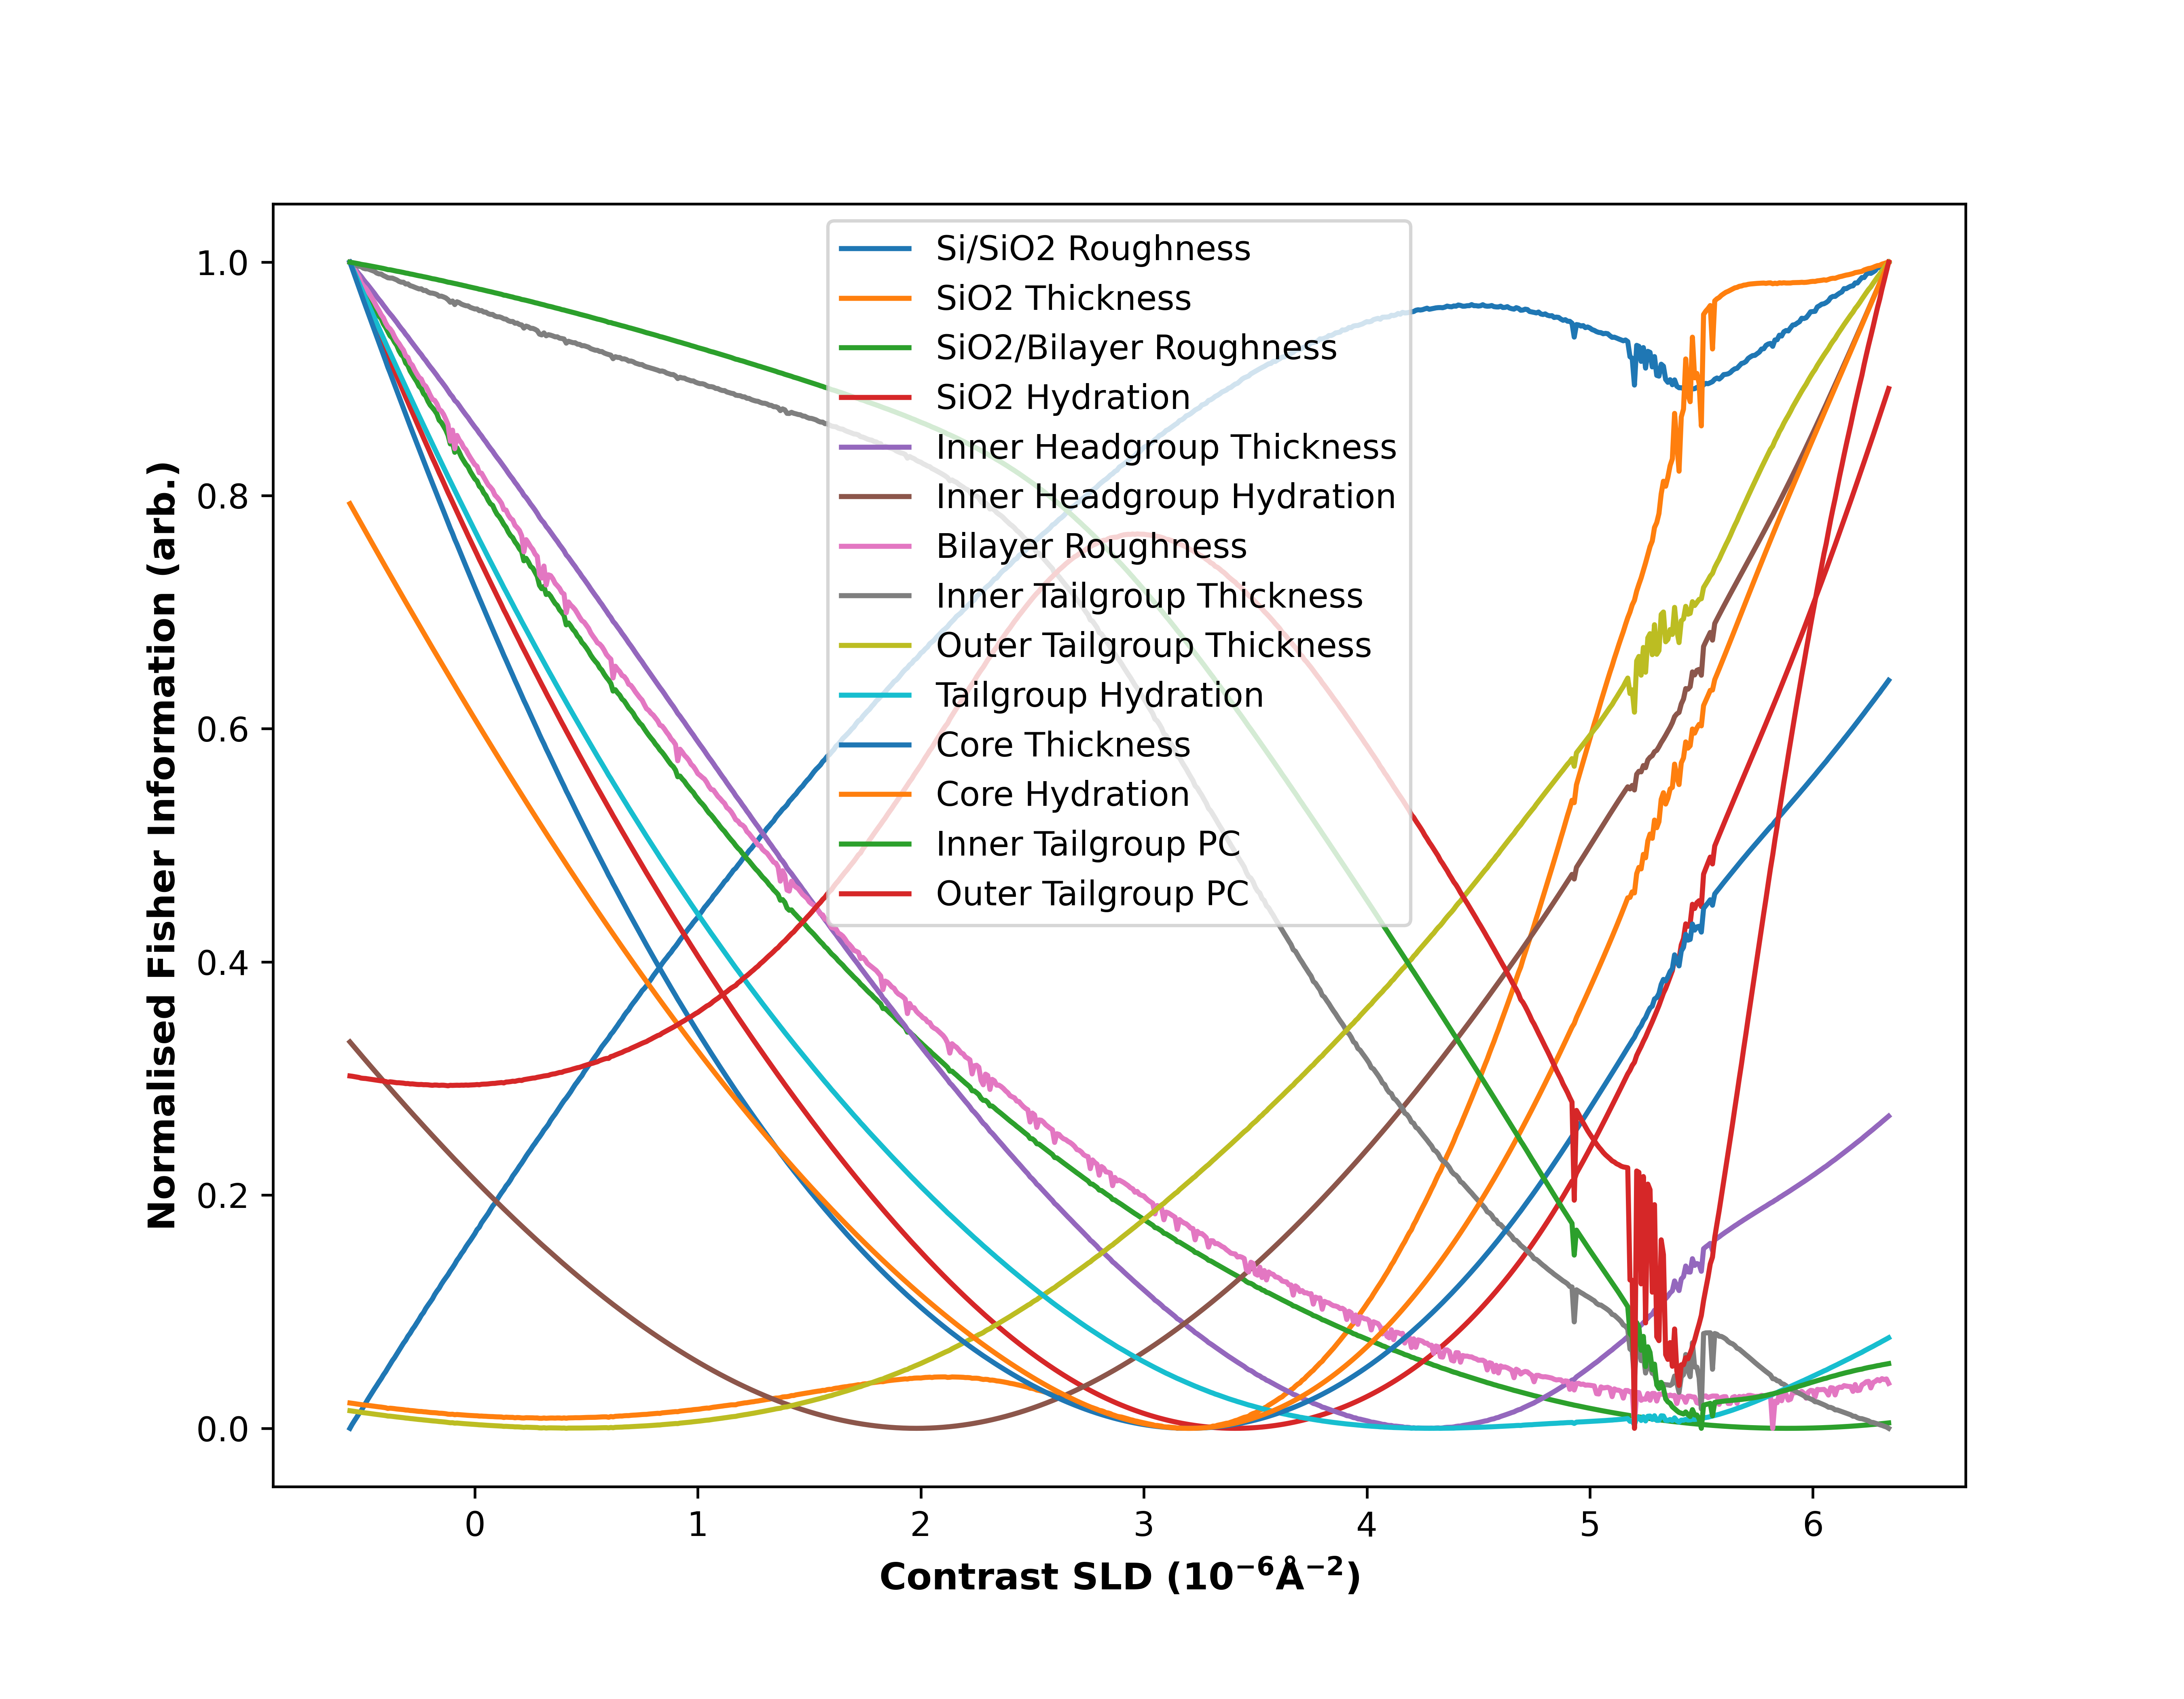 Normalised Fisher Information (arb.)
1.0
0.8
0.6
0.4
0.2
0.0
Si/SiO2 Roughness
SiO2 Thickness
SiO2/Bilayer Roughness
SiO2 Hydration
Inner Headgroup Thickness
Inner Headgroup Hydration
Bilayer Roughness
Inner Tailgroup Thickness
Outer Tailgroup Thickness
Tailgroup Hydration
Core Thickness
Core Hydration
Inner Tailgroup PC
Outer Tailgroup PC
0 1 2 3 4 5 6
Contrast SLD (10⁻⁶Å⁻²)